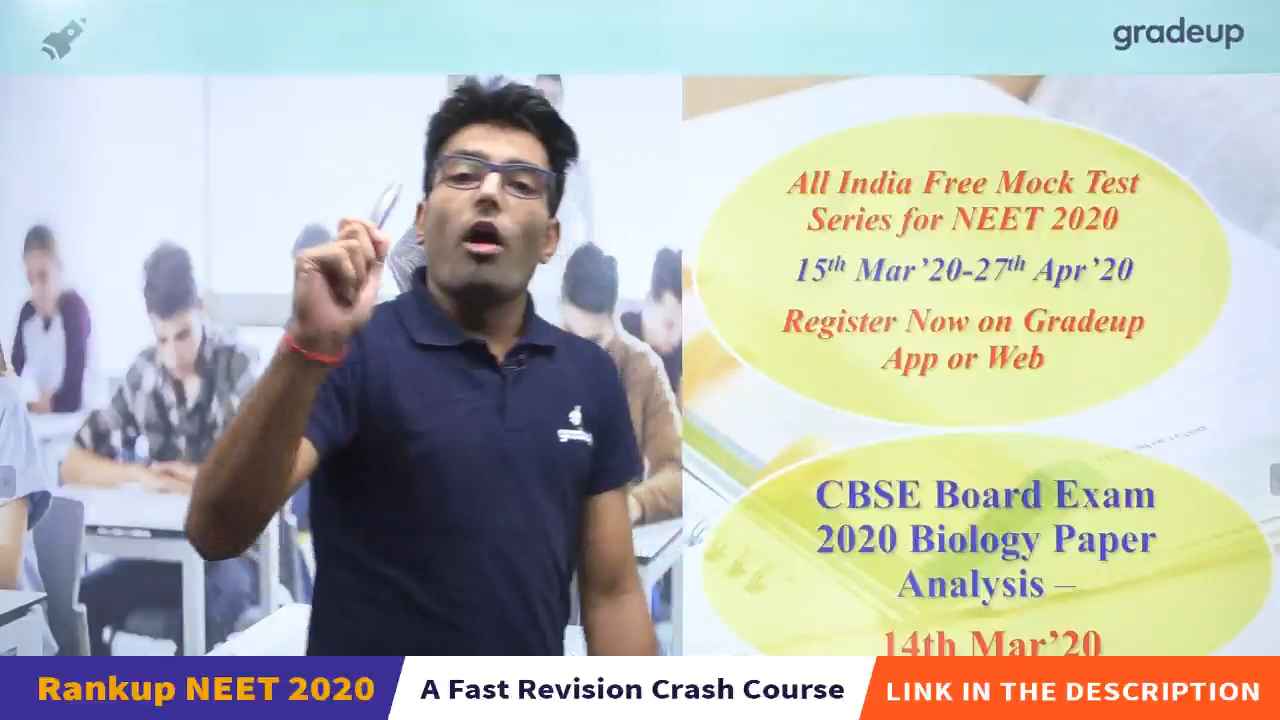 gradeup
All India Free Mock Test
Series for NEET 2020
15th Mar’20-27th Apr’20
Register Now on Gradeup
App or Web
CBSE Board Exam
2020 Biology Paper
Analysis –
14th Mar’20
Rankup NEET 2020
A Fast Revision Crash Course
LINK IN THE DESCRIPTION